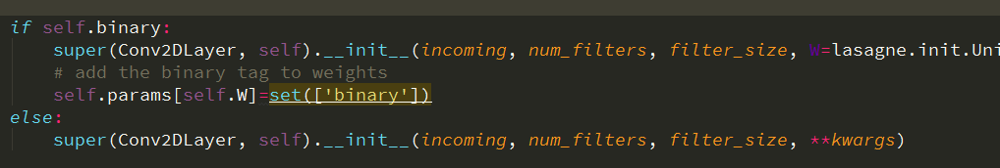 if self.binary:
super(Conv2DLayer, self).__init__(incoming, num_filters, filter_size, W=lasagne.init.Uni
# add the binary tag to weights
self.params[self.W]=set(['binary'])
else:
super(Conv2DLayer, self).__init__(incoming, num_filters, filter_size, **kwargs)